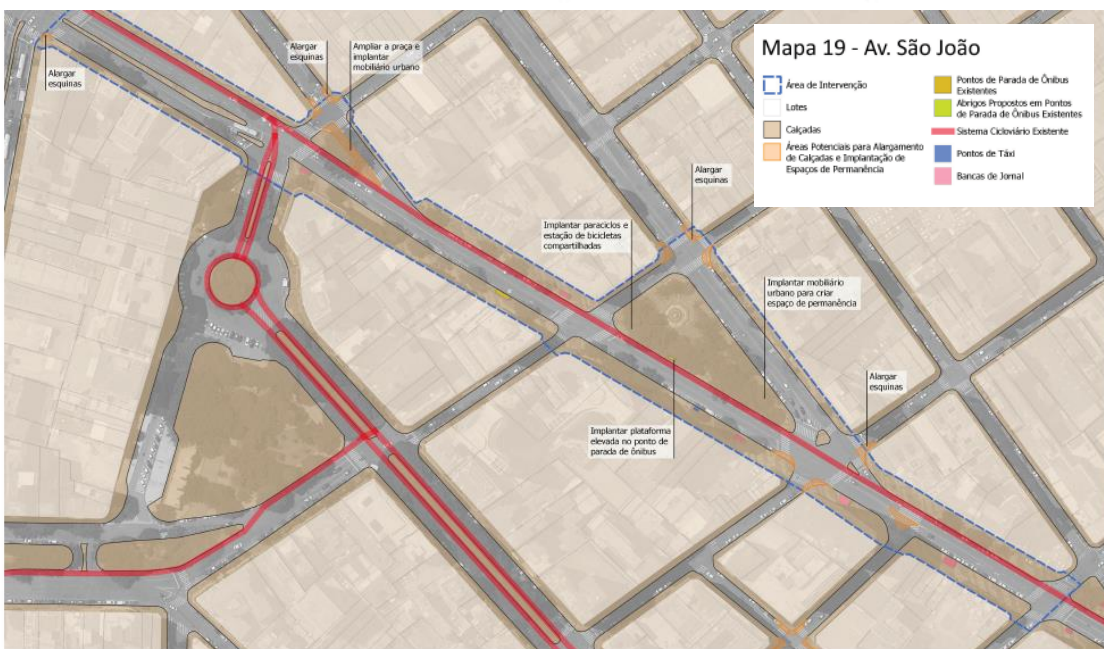 Mapa 19 - Av. São João
Área de Intervenção
Lotes
Calçadas
Áreas Potenciais para Alargamento
de Calçadas e Implantação de
Espaços de Permanência
Pontos de Parada de Ônibus
Existentes
Abrigos Propostos em Pontos
de Parada de Ônibus Existentes
Sistema Cicloviário Existente
Pontos de Táxi
Bancas de Jornal
Alargar
esquinas
Alargar
esquinas
Ampliar a praça e
implantar
mobiliário urbano
Alargar
esquinas
Implantar paraciclos e
estação de bicicletas
compartilhadas
Implantar mobiliário
urbano para criar
espaço de permanência
Alargar
esquinas
Implantar plataforma
elevada no ponto de
parada de ônibus